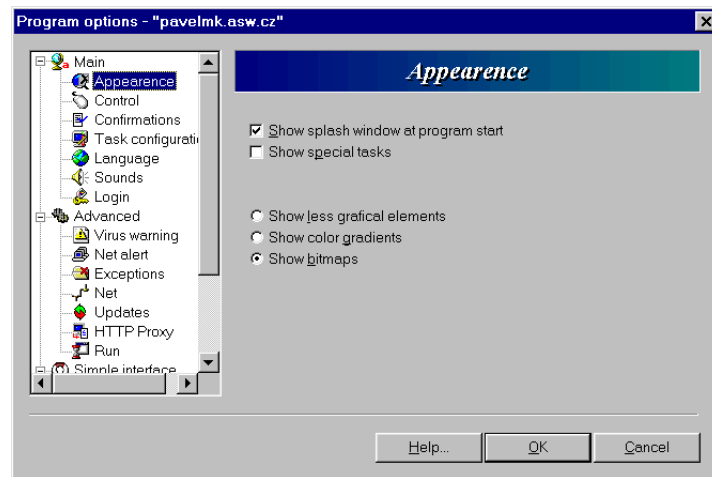 Program options - "pavelmk.asw.cz"
Main
Appearence
Control
Confirmations
Task configurati
Language
Sounds
Login
Advanced
Virus warning
Net alert
Exceptions
Net
Updates
HTTP Proxy
Run
Simple interface
Appearence
Show splash window at program start
Show special tasks
Show less grafical elements
Show color gradients
Show bitmaps
Help...
OK
Cancel